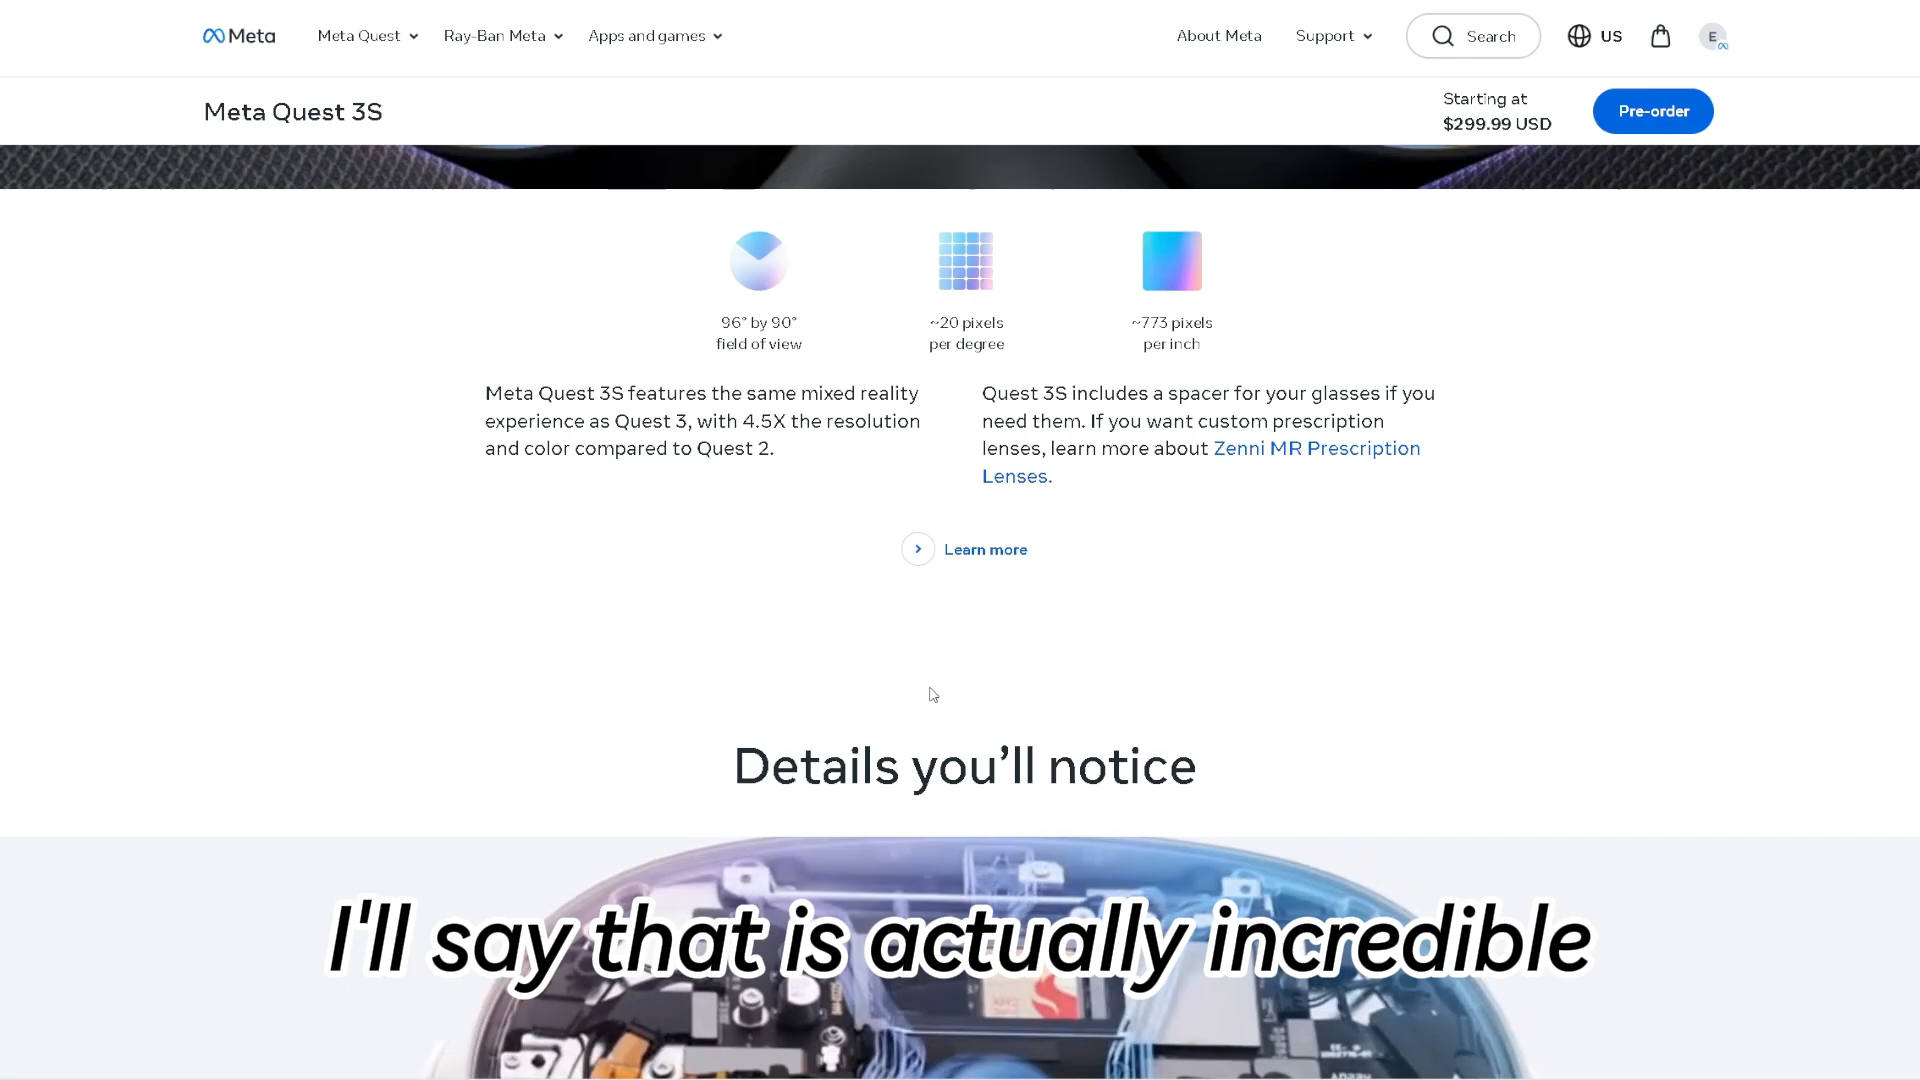 Meta
Meta Quest
Ray-Ban Meta
Apps and games
About Meta
Support
Search
US
E
Meta Quest 3S
Starting at
$299.99 USD
Pre-order
96° by 90°
field of view
~20 pixels
per degree
~773 pixels
per inch
Meta Quest 3S features the same mixed reality
experience as Quest 3, with 4.5X the resolution
and color compared to Quest 2.
Quest 3S includes a spacer for your glasses if you
need them. If you want custom prescription
lenses, learn more about Zenni MR Prescription
Lenses.
Learn more
Details you’ll notice
I'll say that is actually incredible